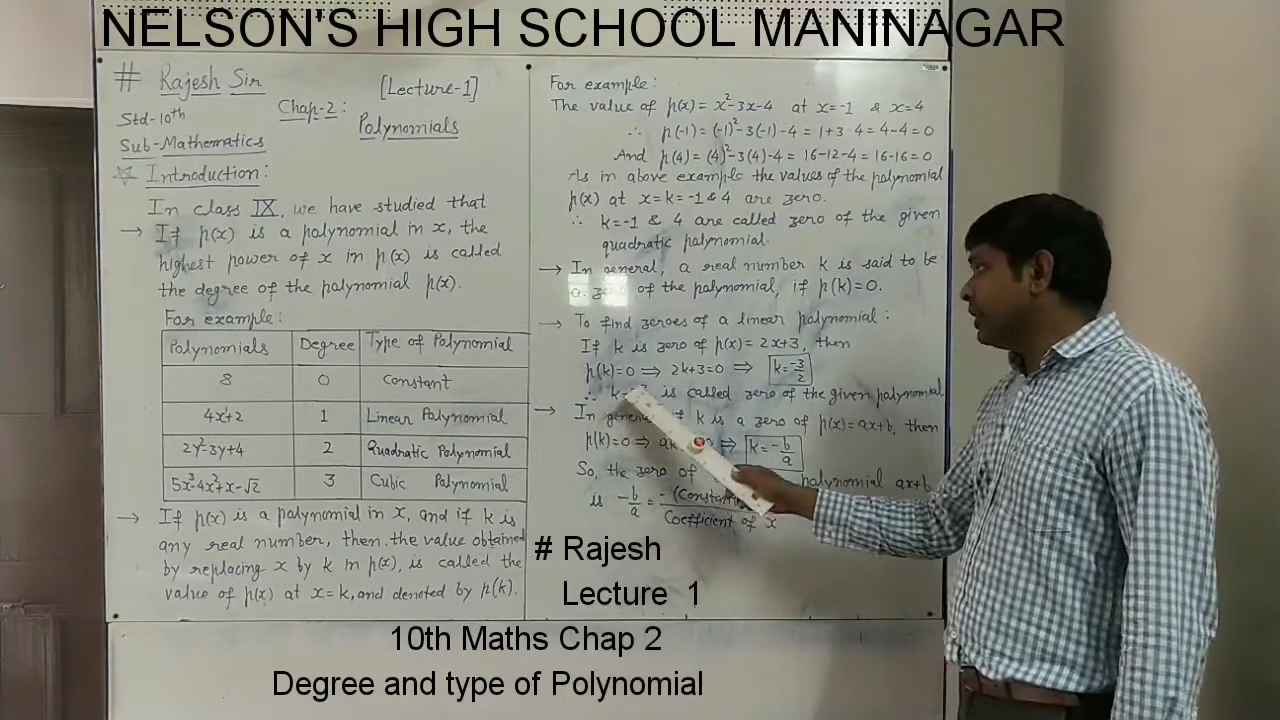 NELSON'S HIGH SCHOOL MANINAGAR
# Rajesh Sir
[Lecture-1]
Std-10th
Chap-2:
Polynomials
Sub-Mathematics
☆ Introduction:
In class IX, we have studied that
→ If p(x) is a polynomial in x, the
highest power of x in p(x) is called
the degree of the polynomial p(x).
For example:
Polynomials Degree Type of Polynomial
8 0 Constant
4x+2 1 Linear Polynomial
2y²-3y+4 2 Quadratic Polynomial
5x³-4x²+x-√2 3 Cubic Polynomial
→ If p(x) is a polynomial in x, and if k is
any real number, then the value obtained
by replacing x by k in p(x), is called the
value of p(x) at x=k, and denoted by p(k).
For example:
The value of p(x) = x²-3x-4 at x=-1 & x=4
∴ p(-1) = (-1)²-3(-1)-4 = 1+3 4 = 4-4 = 0
And p(4) = (4)²-3(4)-4 = 16-12-4 = 16-16 = 0
As in above example the values of the polynomial
p(x) at x=k=-1 & 4 are zero.
∴ k=-1 & 4 are called zero of the given
quadratic polynomial.
→ In general, a real number k is said to be
a zero of the polynomial, if p(k)=0.
→ To find zeroes of a linear polynomial:
If k is zero of p(x) = 2x+3, then
p(k)=0 ⇒ 2k+3=0 ⇒ k=-3/2
∴ k is called zero of the given polynomial
→ In general if k is a zero of p(x)=ax+b, then
p(k)=0 ⇒ ak ⇒ k=-b/a
So, the zero of polynomial ax+b
is -b/a = -(Constant / Coefficient of x
# Rajesh
Lecture 1
10th Maths Chap 2
Degree and type of Polynomial